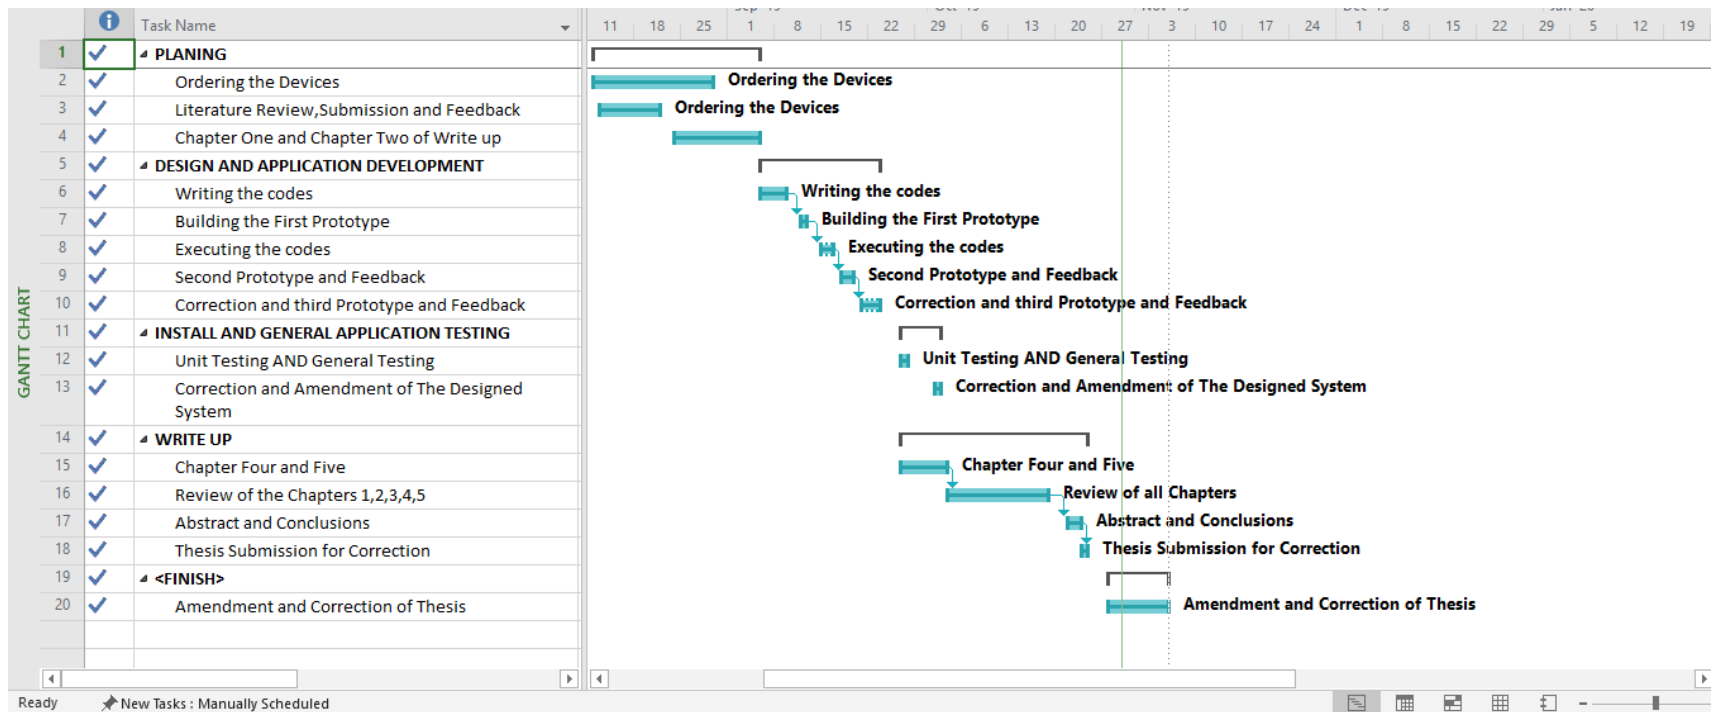 Task Name
11 18 25 1 8 15 22 29 6 13 20 27 3 10 17 24 1 8 15 22 29 5 12 19
1 PLANING
2 Ordering the Devices Ordering the Devices
3 Literature Review,Submission and Feedback Ordering the Devices
4 Chapter One and Chapter Two of Write up
5 DESIGN AND APPLICATION DEVELOPMENT
6 Writing the codes Writing the codes
7 Building the First Prototype Building the First Prototype
8 Executing the codes Executing the codes
9 Second Prototype and Feedback Second Prototype and Feedback
10 Correction and third Prototype and Feedback Correction and third Prototype and Feedback
11 INSTALL AND GENERAL APPLICATION TESTING
12 Unit Testing AND General Testing Unit Testing AND General Testing
13 Correction and Amendment of The Designed Correction and Amendment of The Designed System
System
14 WRITE UP
15 Chapter Four and Five Chapter Four and Five
16 Review of the Chapters 1,2,3,4,5 Review of all Chapters
17 Abstract and Conclusions Abstract and Conclusions
18 Thesis Submission for Correction Thesis Submission for Correction
19 <FINISH>
20 Amendment and Correction of Thesis Amendment and Correction of Thesis
GANTT CHART
Ready New Tasks : Manually Scheduled